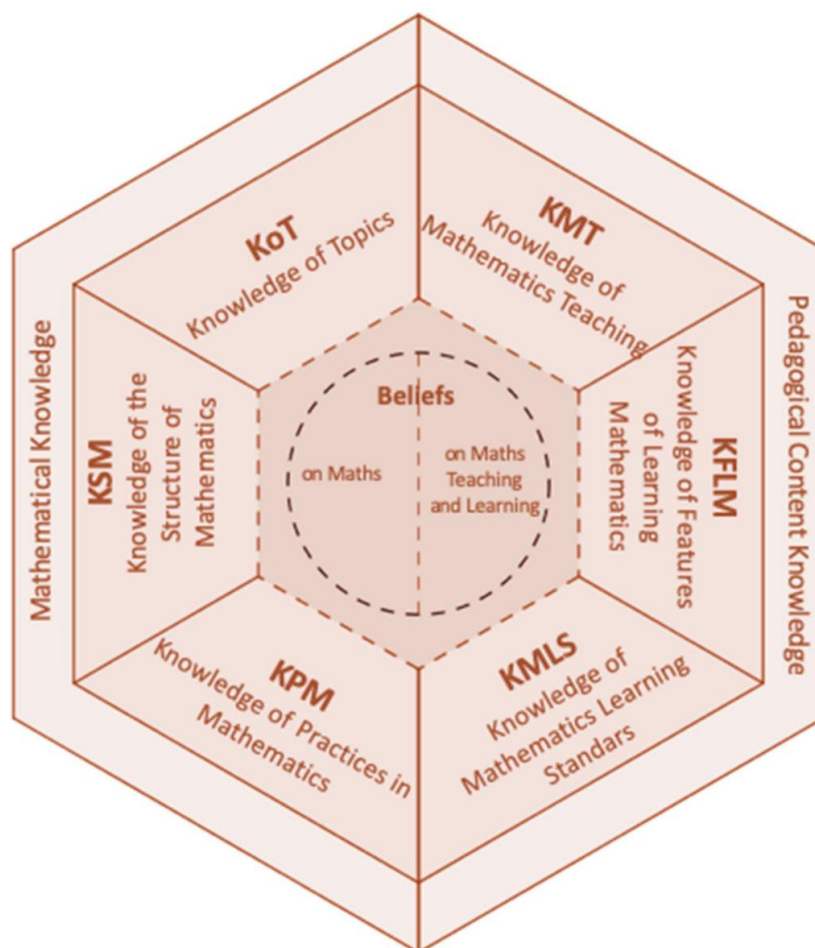 KoT
Knowledge of Topics
KMT
Knowledge of
Mathematics Teaching
Mathematical Knowledge
KSM
Knowledge of the
Structure of
Mathematics
Beliefs
on Maths
on Maths
Teaching
and Learning
KFLM
Knowledge of Features
of Learning
Mathematics
Pedagogical Content Knowledge
KPM
Knowledge of Practices in
Mathematics
KMLS
Knowledge of
Mathematics Learning
Standars